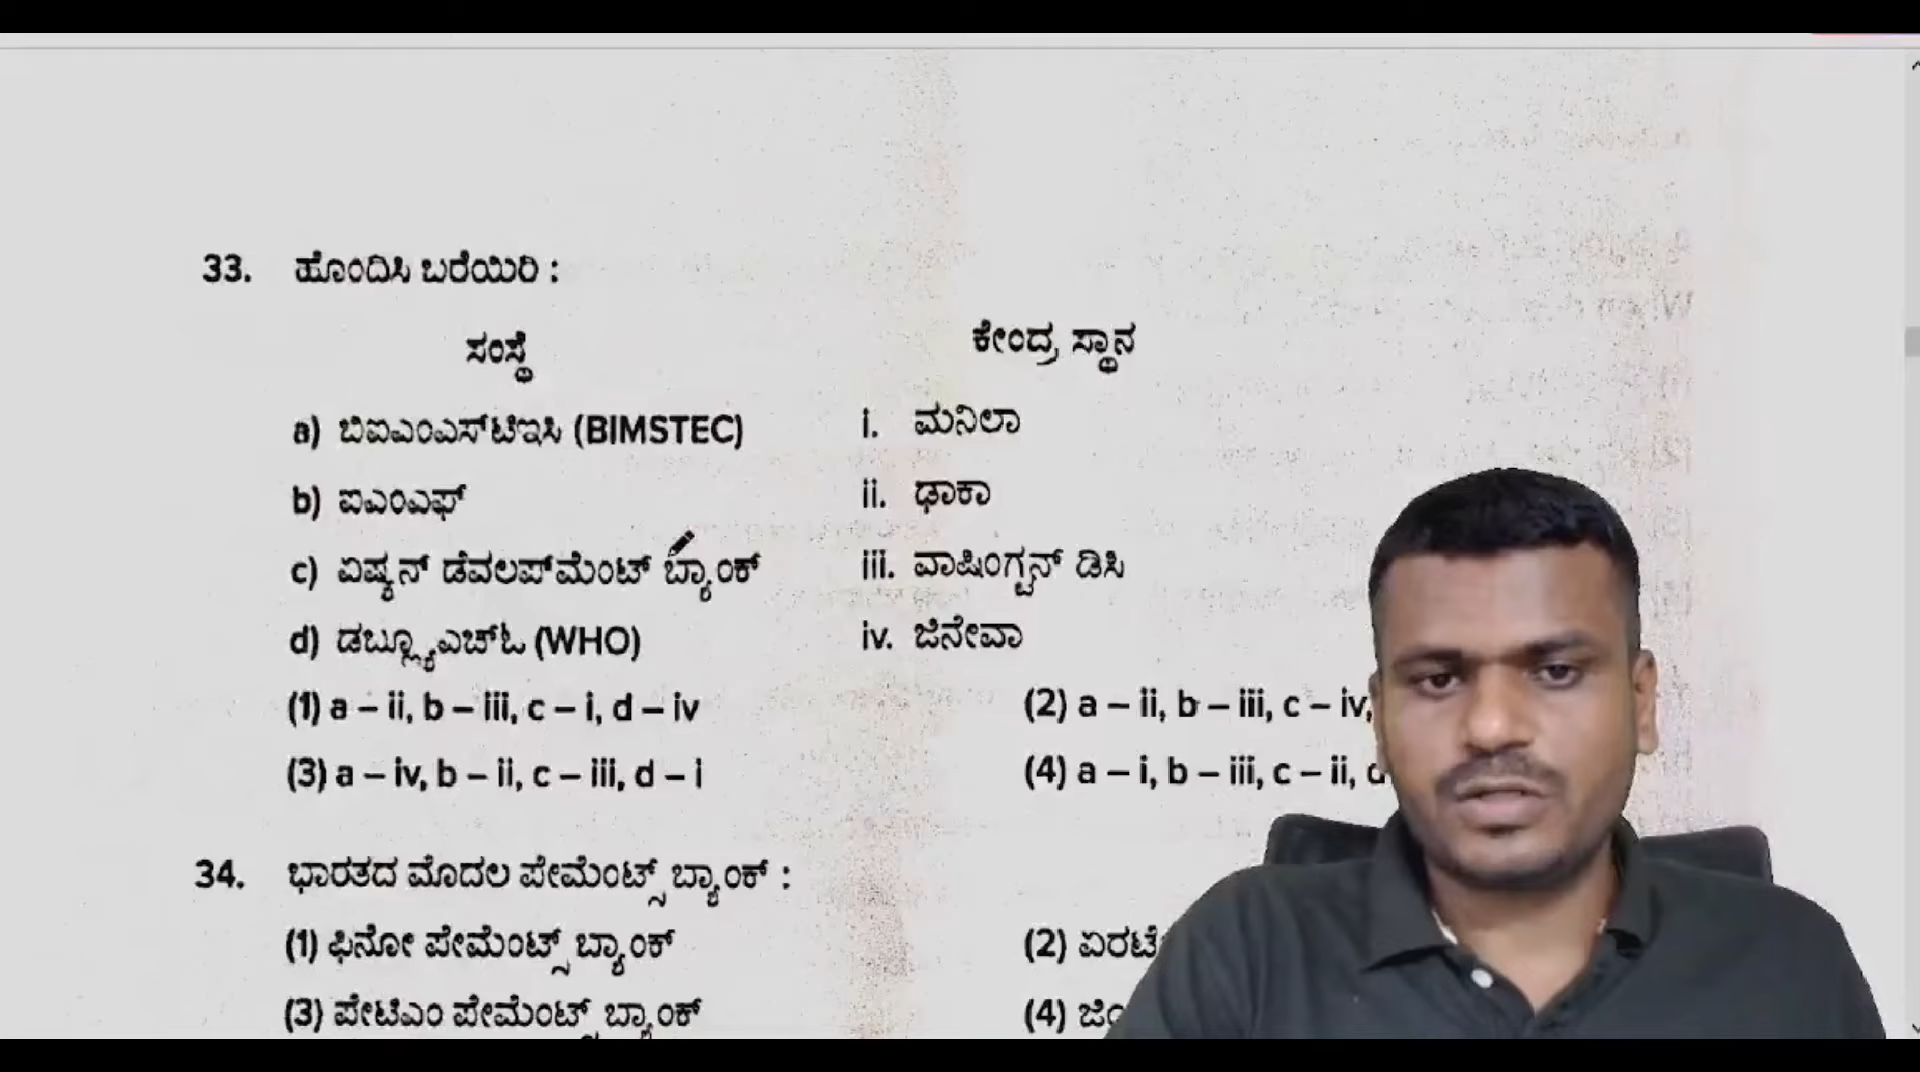 33. ಹೊಂದಿಸಿ ಬರೆಯಿರಿ :
ಸಂಸ್ಥೆ ಕೇಂದ್ರ ಸ್ಥಾನ
a) ಬಿಐಎಂಎಸ್‌ಟಿಇಸಿ (BIMSTEC) i. ಮನಿಲಾ
b) ಐಎಂಎಫ್ ii. ಢಾಕಾ
c) ಏಷ್ಯನ್ ಡೆವಲಪ್‌ಮೆಂಟ್ ಬ್ಯಾಂಕ್ iii. ವಾಷಿಂಗ್ಟನ್ ಡಿಸಿ
d) ಡಬ್ಲ್ಯೂಎಚ್‌ಓ (WHO) iv. ಜಿನೇವಾ
(1) a – ii, b – iii, c – i, d – iv (2) a – ii, b – iii, c – iv,
(3) a – iv, b – ii, c – iii, d – i (4) a – i, b – iii, c – ii,
34. ಭಾರತದ ಮೊದಲ ಪೇಮೆಂಟ್ಸ್ ಬ್ಯಾಂಕ್ :
(1) ಫಿನೋ ಪೇಮೆಂಟ್ಸ್ ಬ್ಯಾಂಕ್ (2)
(3) ಪೇಟಿಎಂ ಪೇಮೆಂಟ್ಸ್ ಬ್ಯಾಂಕ್ (4)